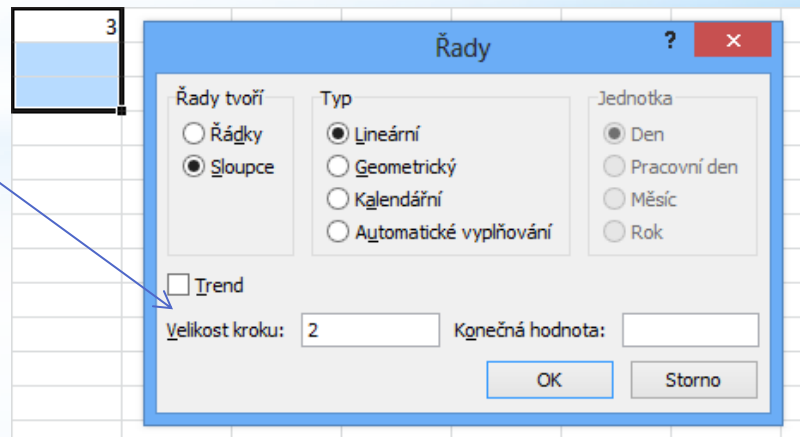 3
Řady
?
Řady tvoří
Řádky
Sloupce
Typ
Lineární
Geometrický
Kalendářní
Automatické vyplňování
Jednotka
Den
Pracovní den
Měsíc
Rok
Trend
Velikost kroku: 2 Konečná hodnota:
OK Storno